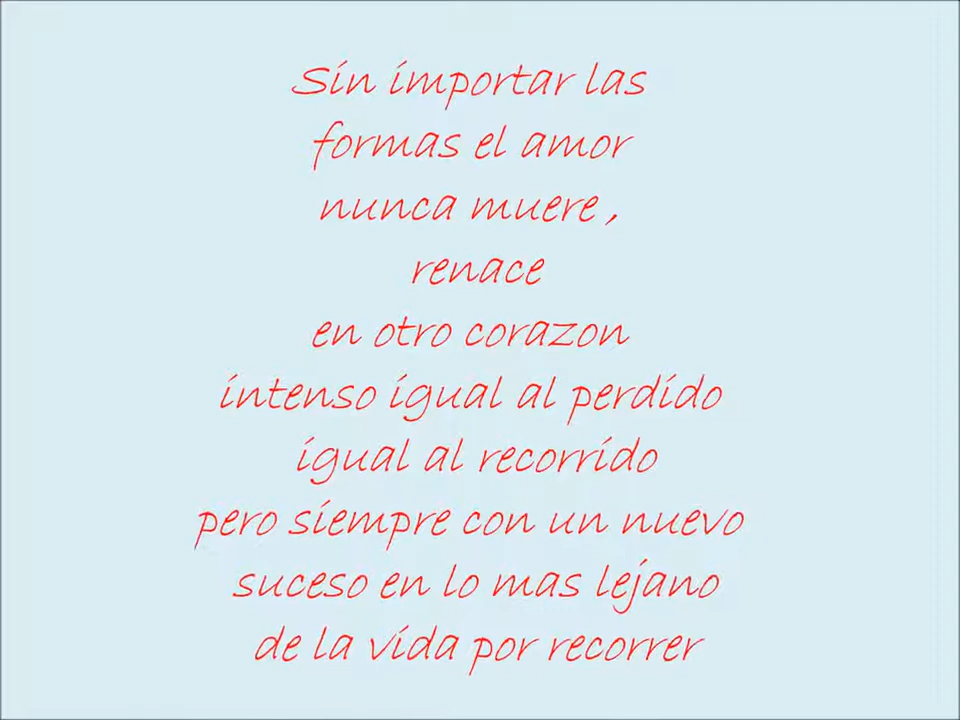 Sin importar las
formas el amor
nunca muere ,
renace
en otro corazon
intenso igual al perdido
igual al recorrido
pero siempre con un nuevo
suceso en lo mas lejano
de la vida por recorrer